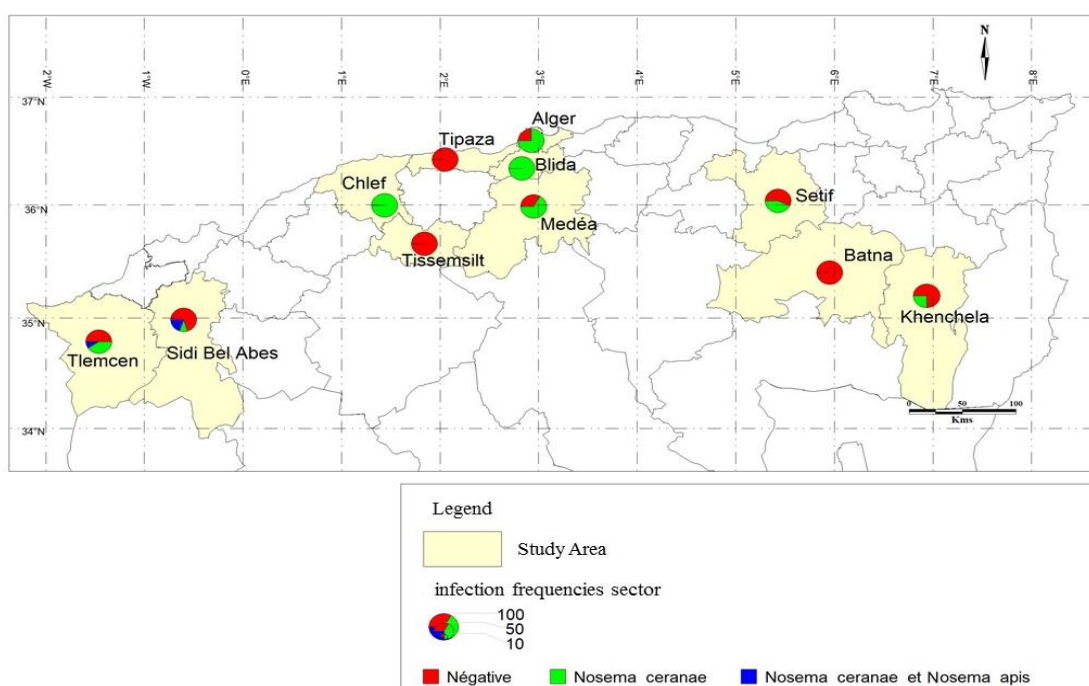 N
2°W 1°W 0°E 1°E 2°E 3°E 4°E 5°E 6°E 7°E 8°E
37°N
Alger
Tipaza
Blida
Chlef
Setif
36°N
Medéa
Tissemsilt
Batna
Khenchela
35°N
Sidi Bel Abes
Tlemcen
0 50 100
Kms
34°N
Legend
Study Area
infection frequencies sector
100
50
10
Négative Nosema ceranae Nosema ceranae et Nosema apis